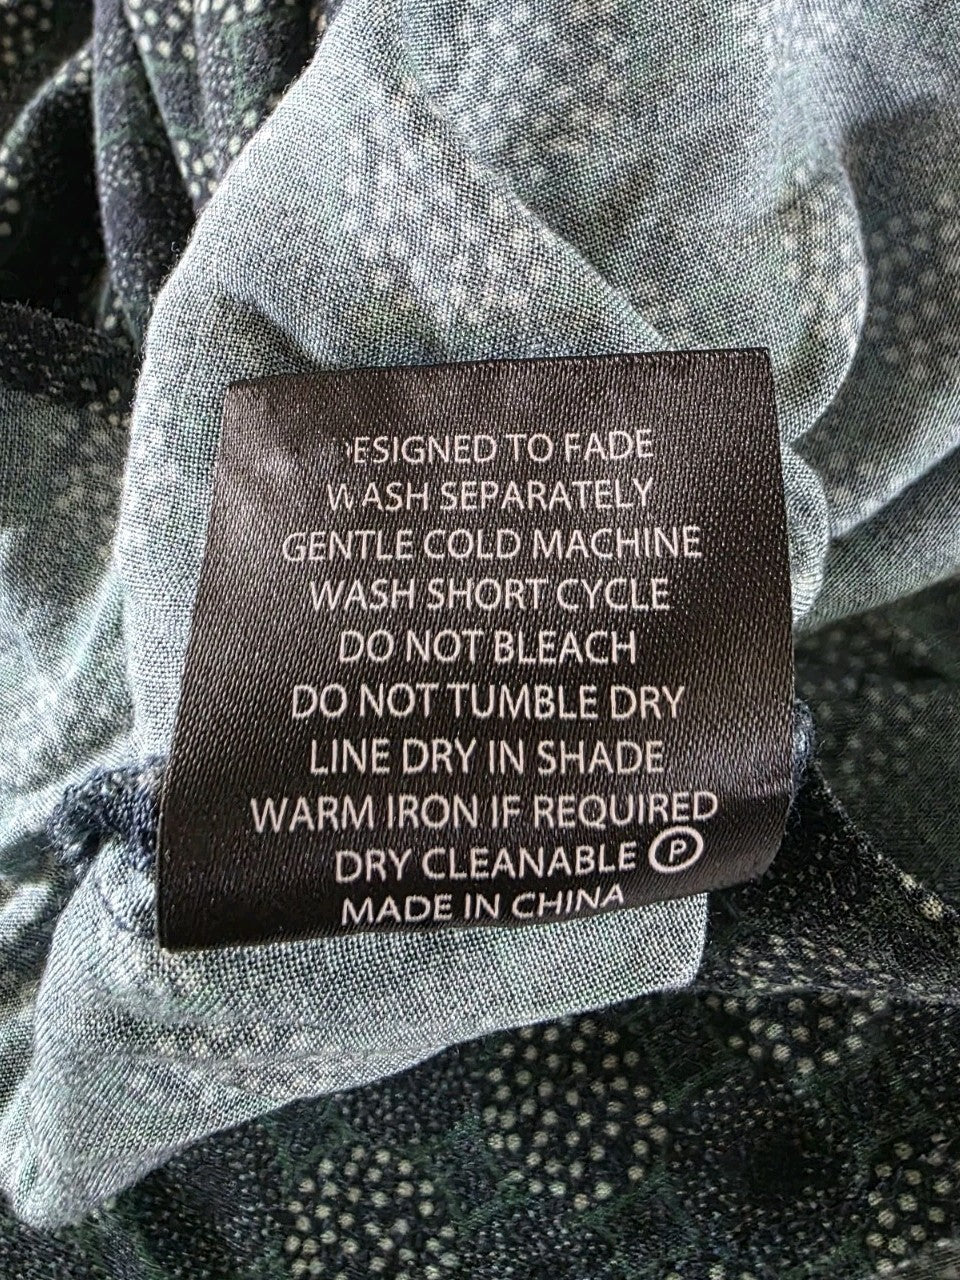 DESIGNED TO FADE
WASH SEPARATELY
GENTLE COLD MACHINE
WASH SHORT CYCLE
DO NOT BLEACH
DO NOT TUMBLE DRY
LINE DRY IN SHADE
WARM IRON IF REQUIRED
DRY CLEANABLE P
MADE IN CHINA